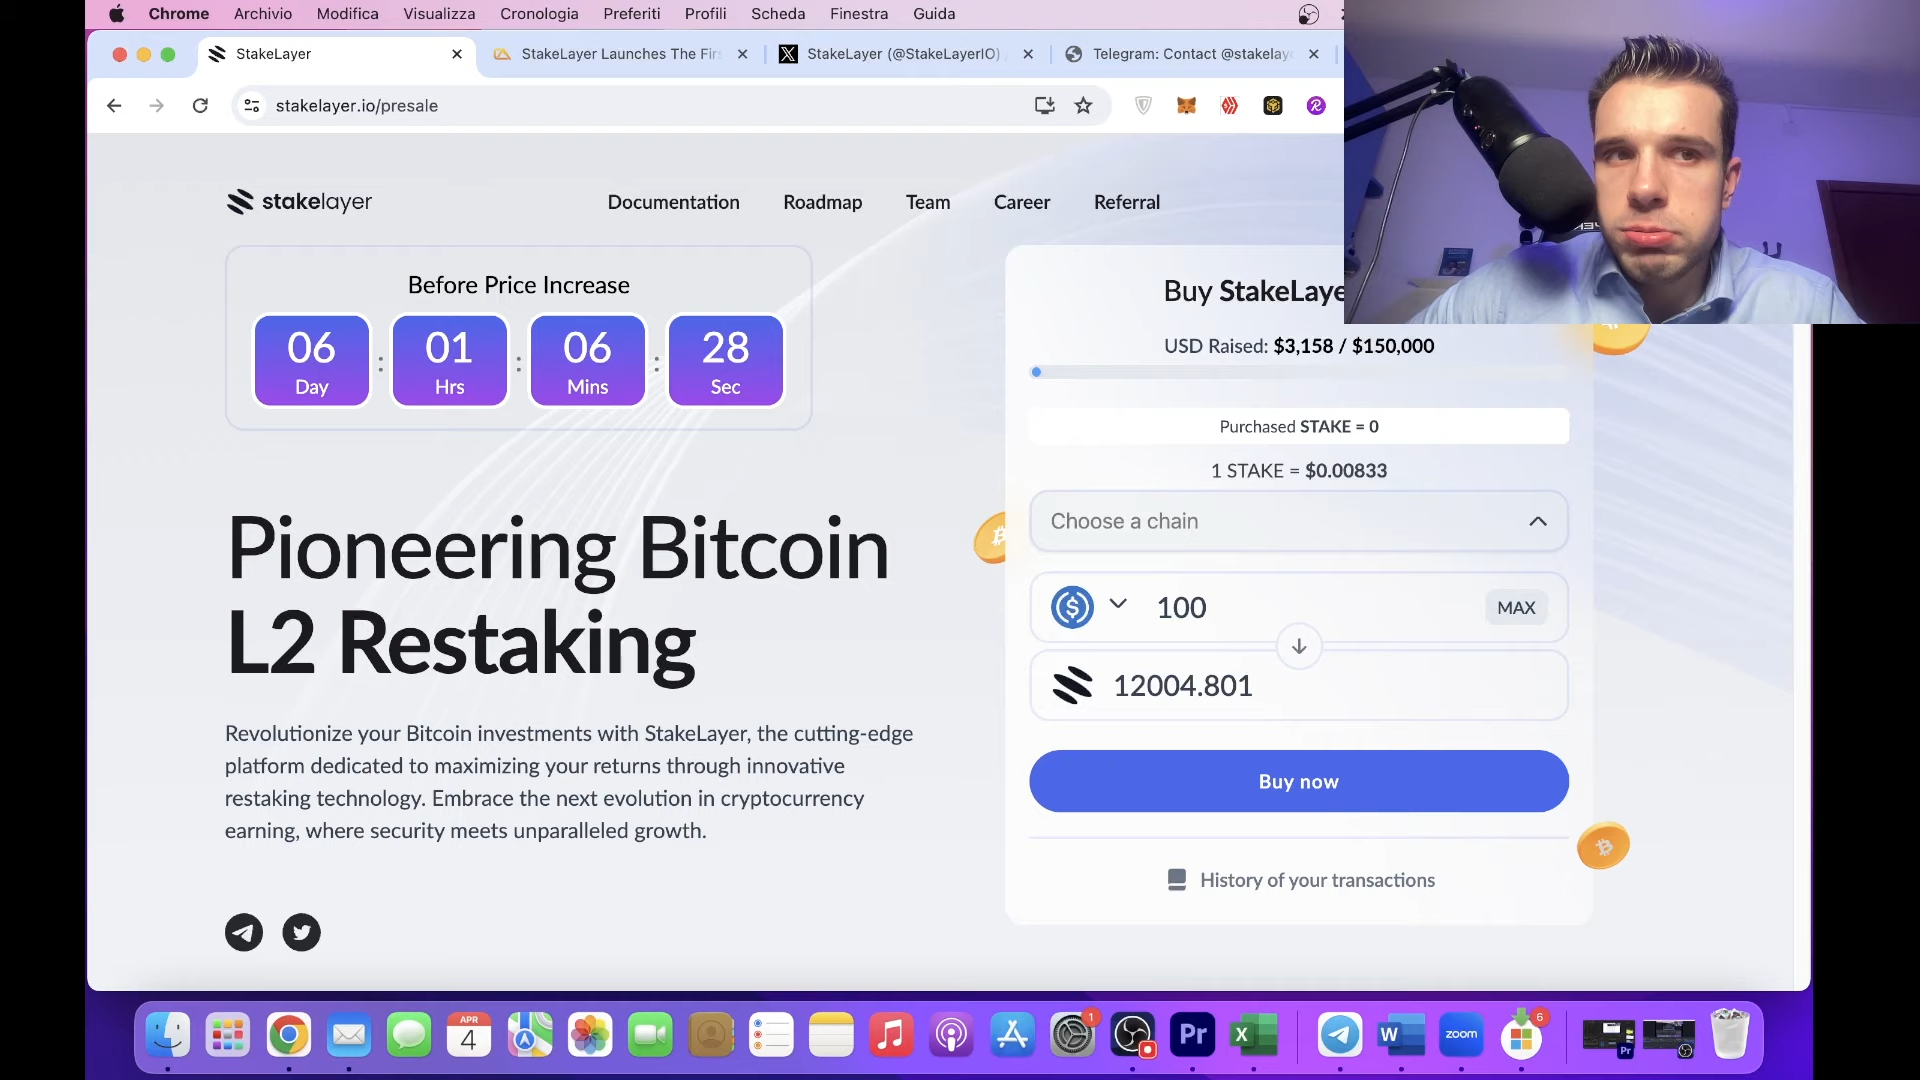 Chrome Archivio Modifica Visualizza Cronologia Preferiti Profili Scheda Finestra Guida
StakeLayer
StakeLayer Launches The Firs
StakeLayer (@StakeLayerIO)
Telegram: Contact @stakelaye
stakelayer.io/presale
stakelayer
Documentation Roadmap Team Career Referral
Before Price Increase
06 : 01 : 06 : 28
Day Hrs Mins Sec
Pioneering Bitcoin
L2 Restaking
Revolutionize your Bitcoin investments with StakeLayer, the cutting-edge
platform dedicated to maximizing your returns through innovative
restaking technology. Embrace the next evolution in cryptocurrency
earning, where security meets unparalleled growth.
Buy StakeLaye
USD Raised: $3,158 / $150,000
Purchased STAKE = 0
1 STAKE = $0.00833
Choose a chain
100
MAX
12004.801
Buy now
History of your transactions
APR
4
1
Pr
X
W
zoom
6
Pr